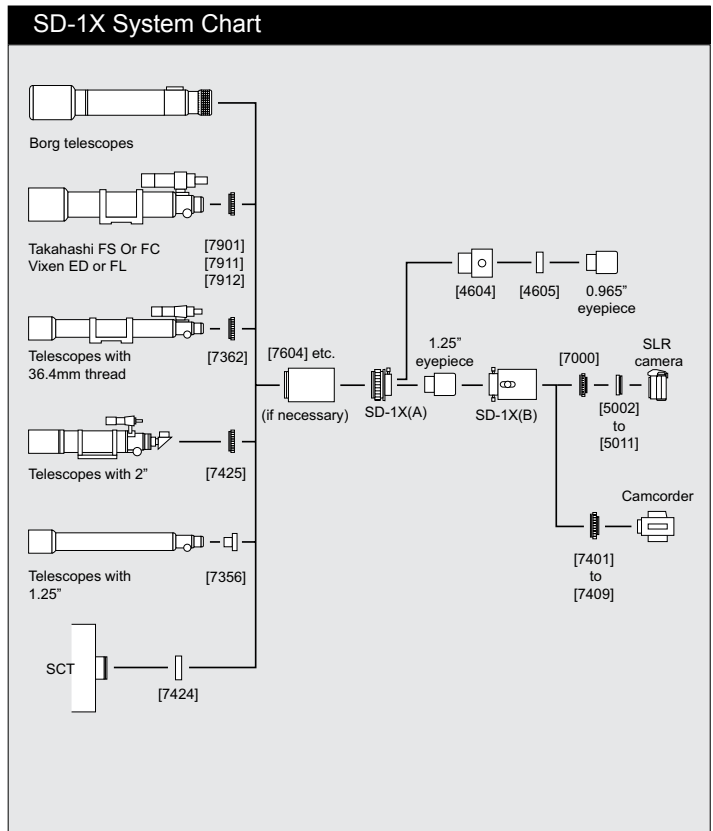 SD-1X System Chart
Borg telescopes
Takahashi FS Or FC
Vixen ED or FL
[7901]
[7911]
[7912]
Telescopes with
36.4mm thread
[7362]
Telescopes with 2”
[7425]
Telescopes with
1.25”
[7356]
SCT
[7424]
[7604] etc.
(if necessary)
SD-1X(A)
[4604]
[4605]
0.965”
eyepiece
1.25”
eyepiece
SD-1X(B)
[7000]
[5002]
to
[5011]
SLR
camera
[7401]
to
[7409]
Camcorder